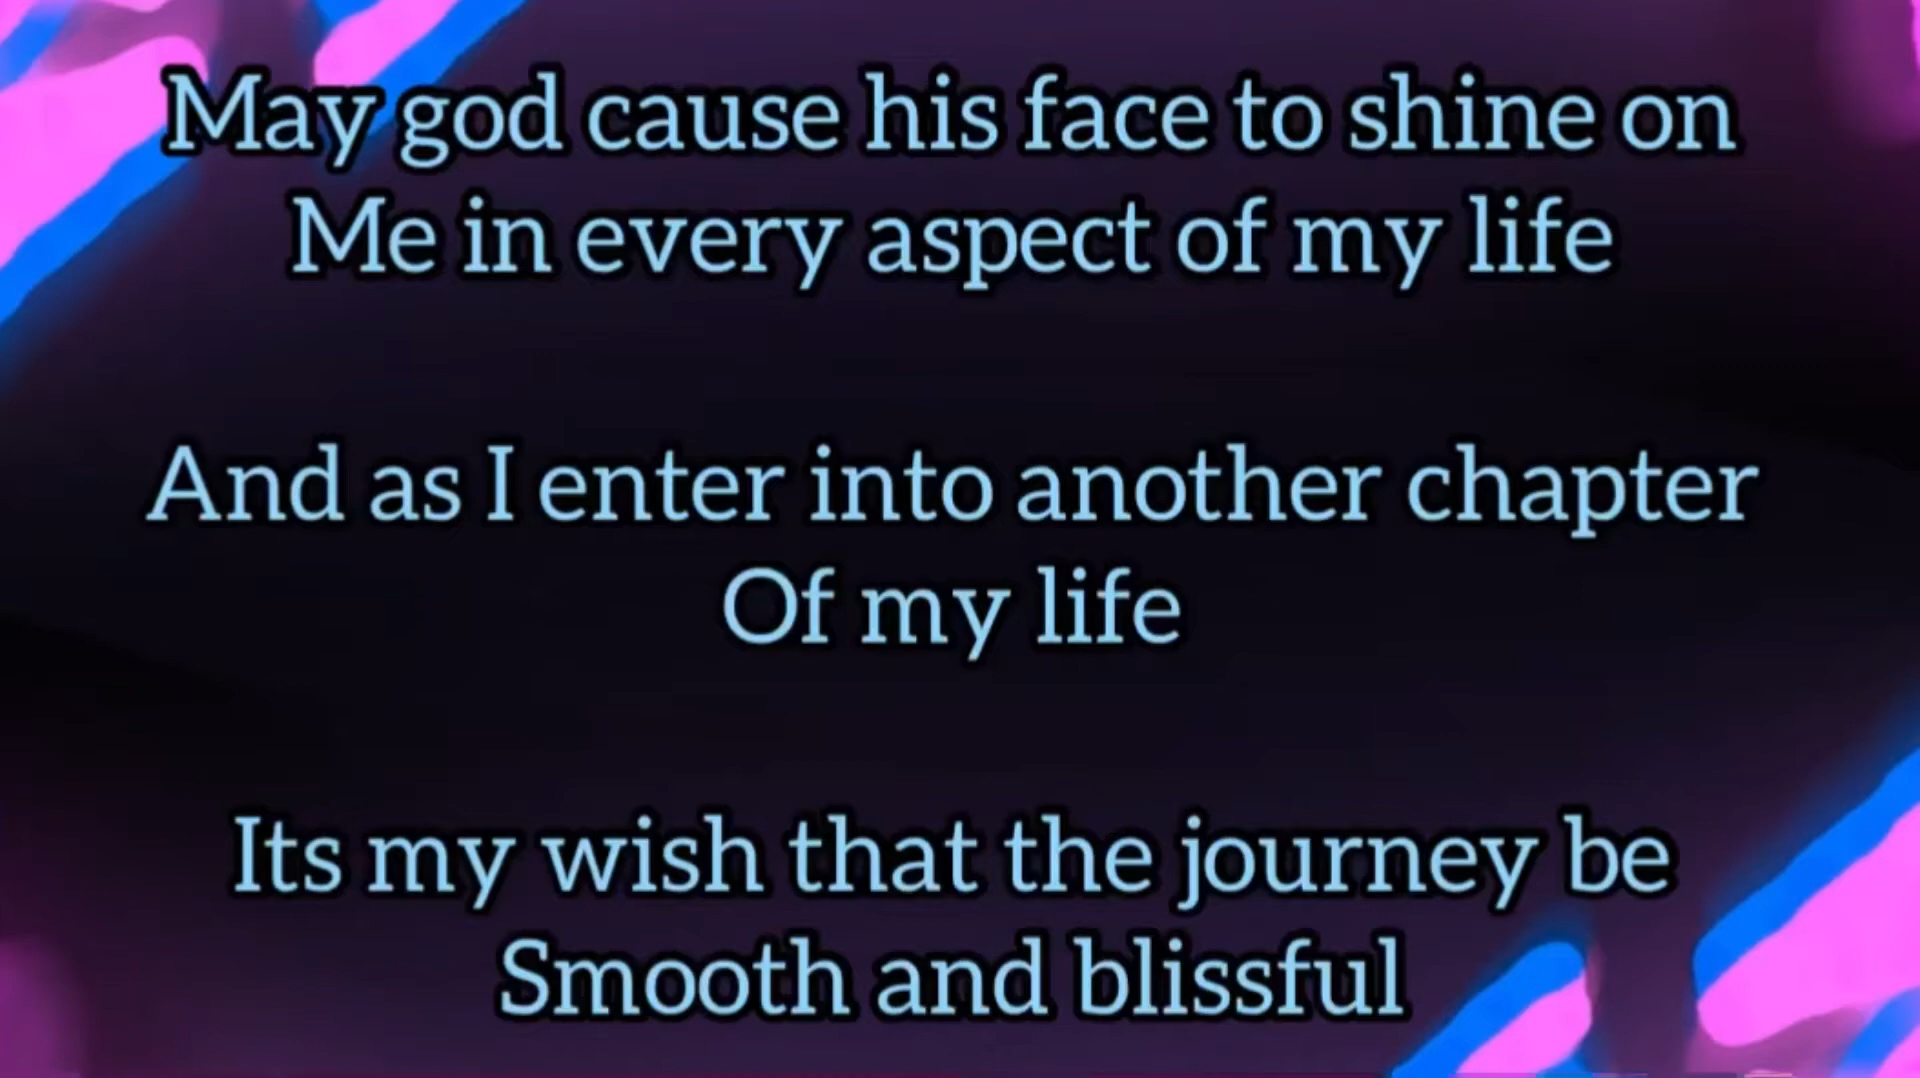 May god cause his face to shine on
Me in every aspect of my life
And as I enter into another chapter
Of my life
Its my wish that the journey be
Smooth and blissful